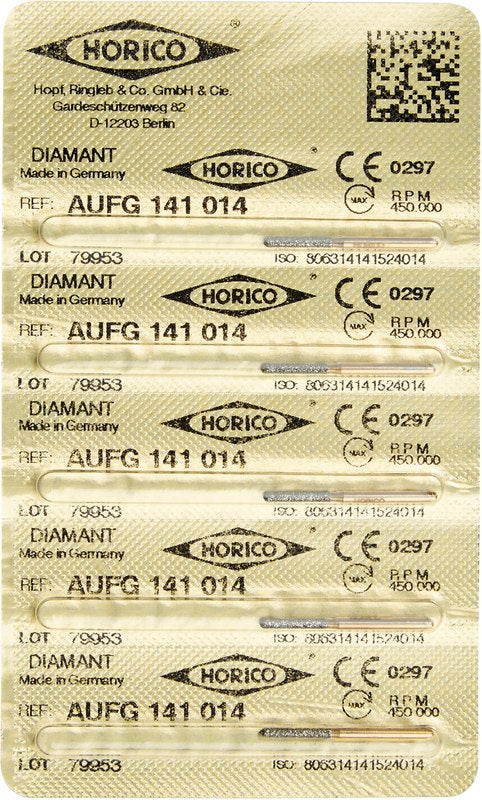 HORICO ®
Hopf, Ringleb & Co. GmbH & Cie.
Gardeschützenweg 82
D-12203 Berlin
DIAMANT HORICO ® CE 0297
Made in Germany
REF: AUFG 141 014 MAX RPM 450.000
LOT 79953 ISO: 806314141524014
DIAMANT HORICO ® CE 0297
Made in Germany
REF: AUFG 141 014 MAX RPM 450.000
LOT 79953 ISO: 806314141524014
DIAMANT HORICO ® CE 0297
Made in Germany
REF: AUFG 141 014 MAX RPM 450.000
HORICO
LOT 79953 ISO: 806314141524014
DIAMANT HORICO ® CE 0297
Made in Germany
REF: AUFG 141 014 MAX RPM 450.000
LOT 79953 ISO: 806314141524014
DIAMANT HORICO ® CE 0297
Made in Germany
REF: AUFG 141 014 MAX RPM 450.000
LOT 79953 ISO: 806314141524014